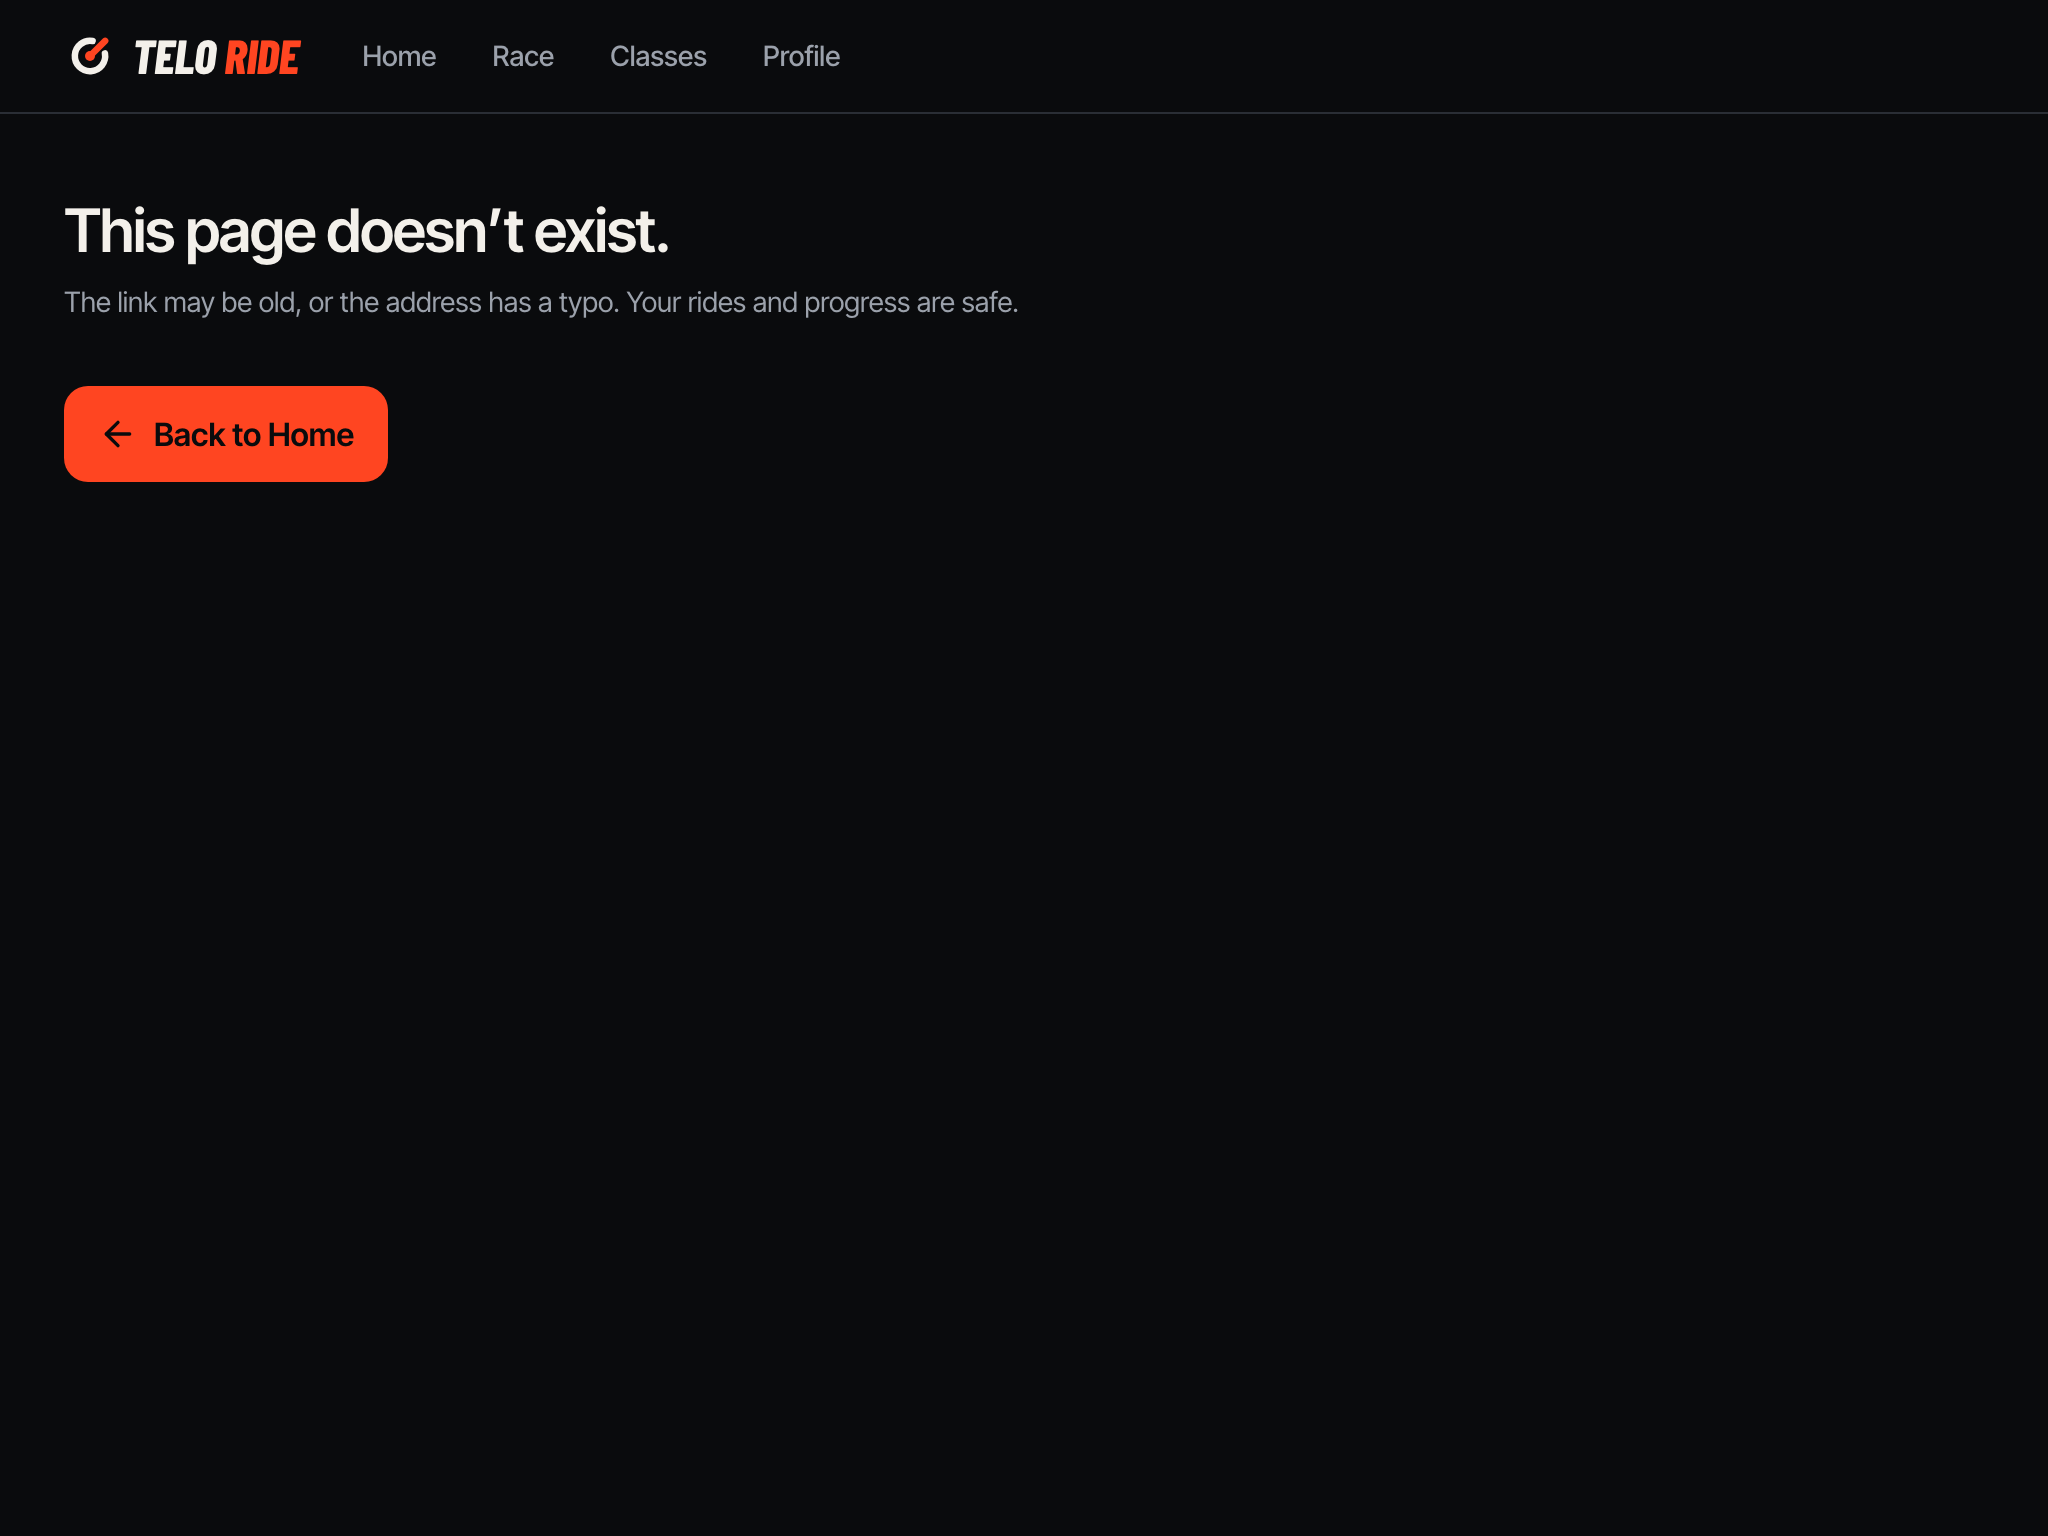 TELO RIDE Home Race Classes Profile
This page doesn’t exist.
The link may be old, or the address has a typo. Your rides and progress are safe.
Back to Home